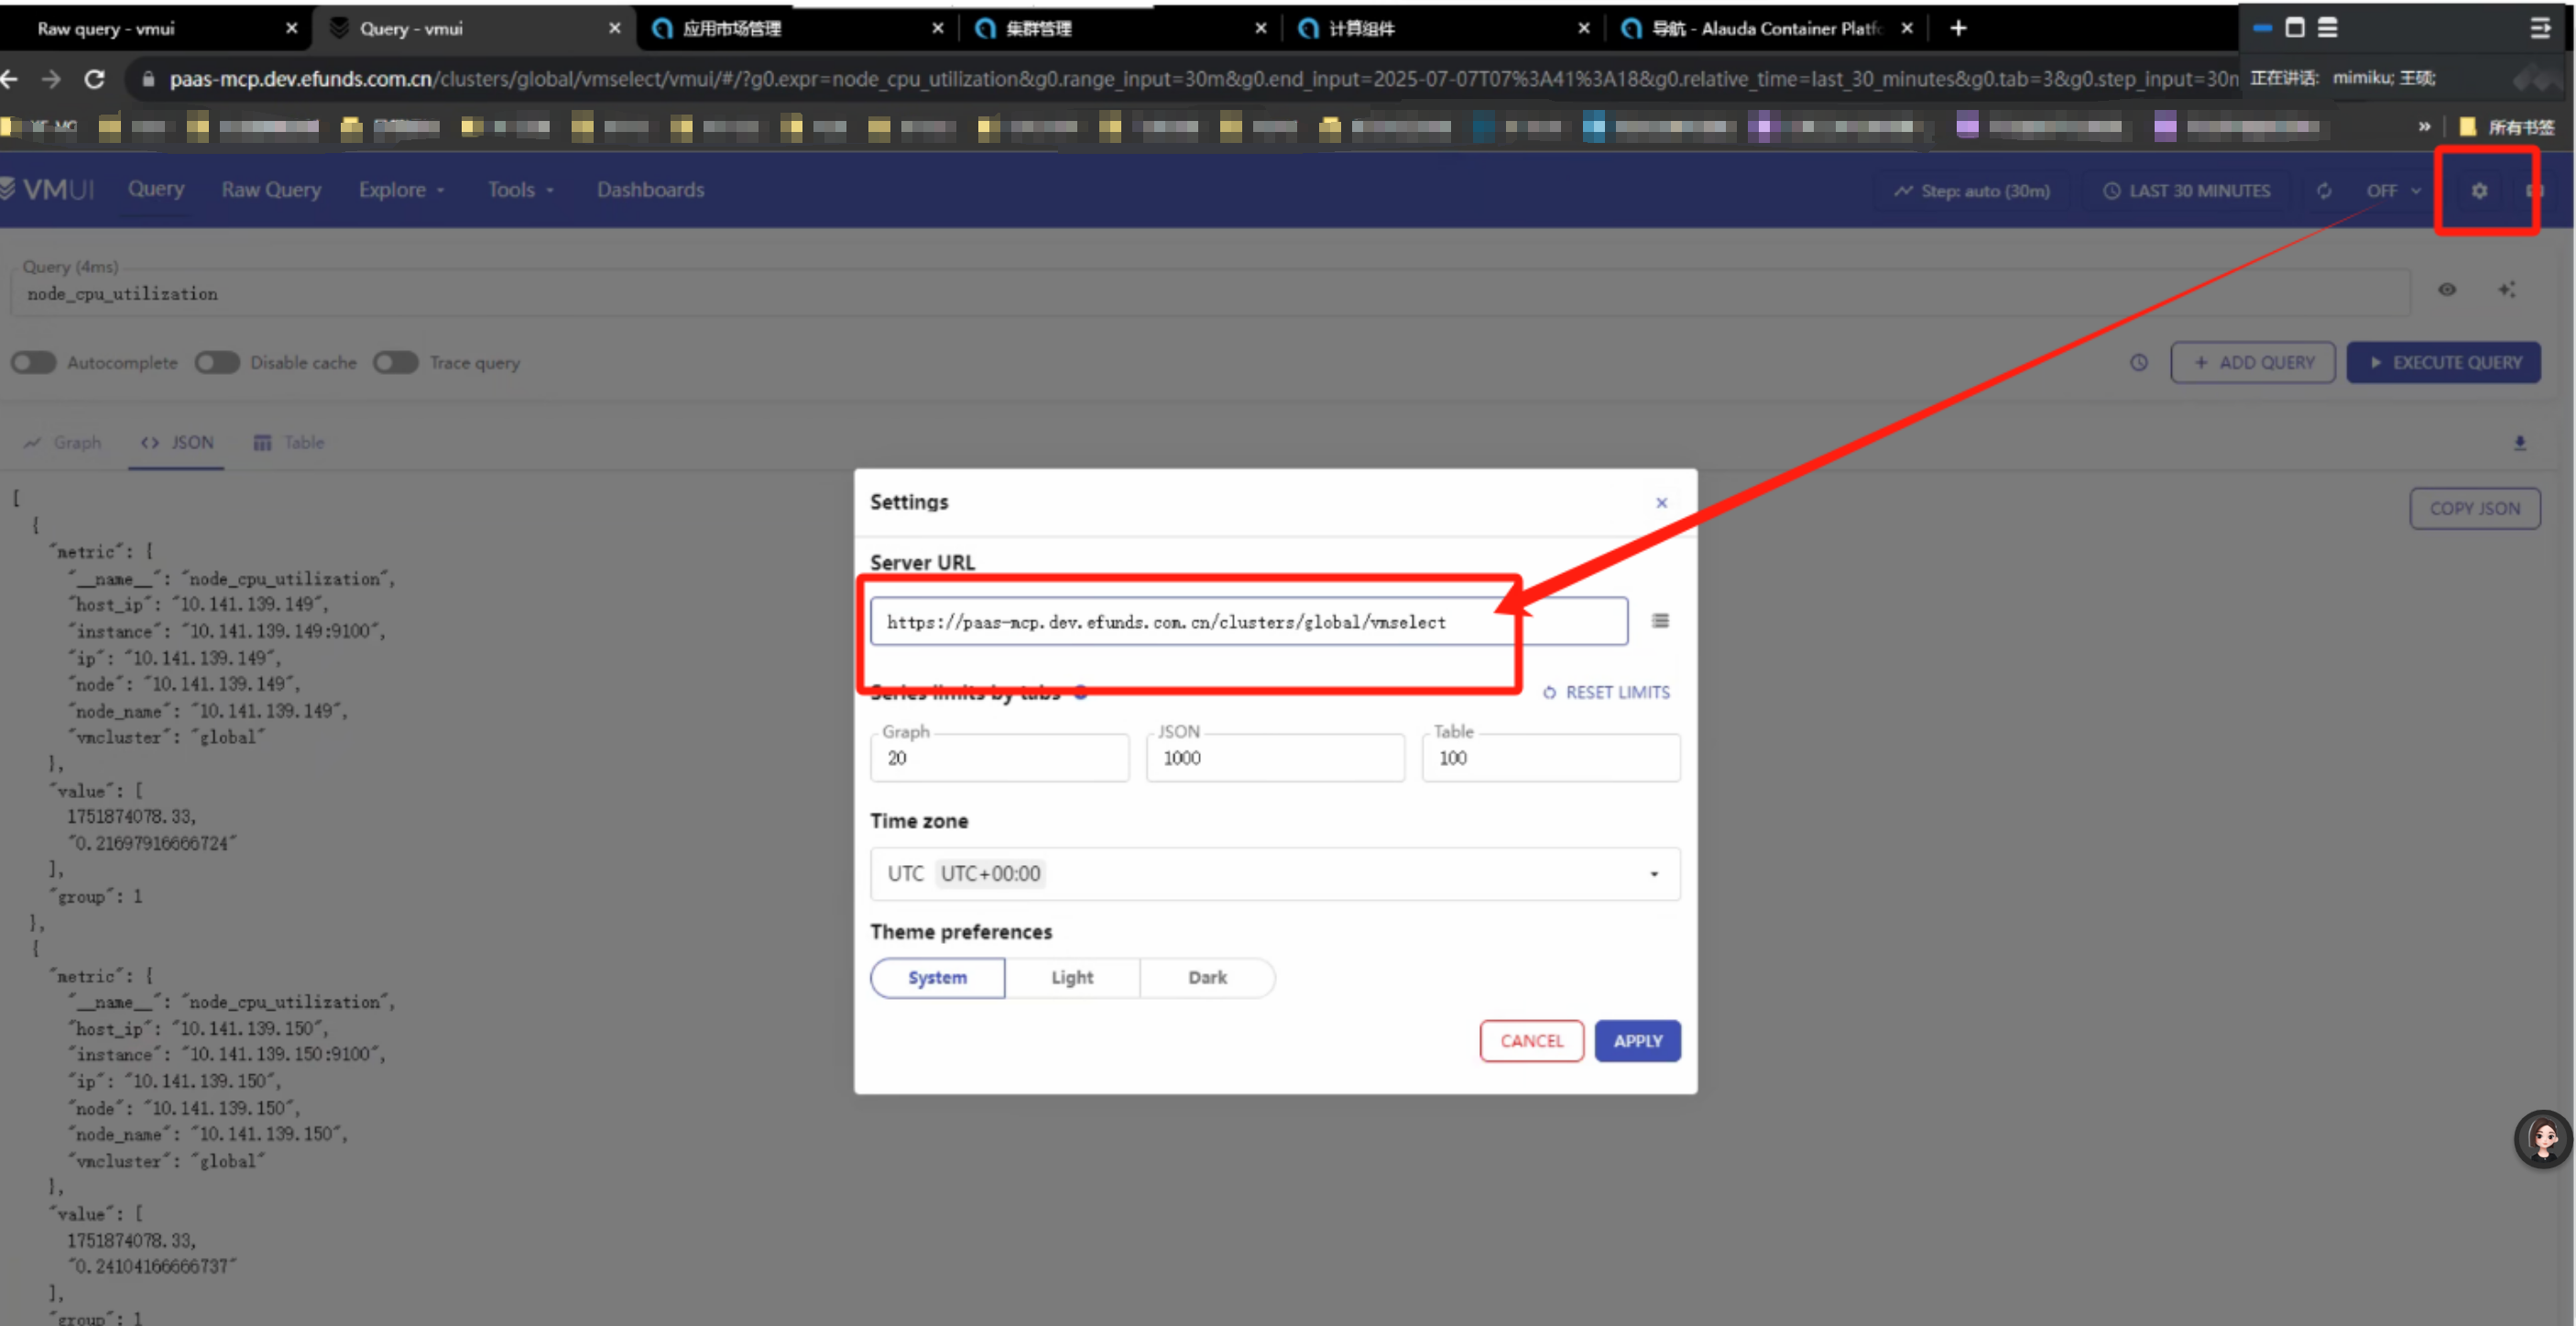 Raw query - vmui
Query - vmui
应用市场管理
集群管理
计算组件
导航 - Alauda Container Platfo
paas-mcp.dev.efunds.com.cn/clusters/global/vmselect/vmui/#/?g0.expr=node_cpu_utilization&g0.range_input=30m&g0.end_input=2025-07-07T07%3A41%3A18&g0.relative_time=last_30_minutes&g0.tab=3&g0.step_input=30m
正在讲话: mimiku; 王硕;
» 所有书签
VMUI Query Raw Query Explore Tools Dashboards
Step: auto (30m) LAST 30 MINUTES OFF
Query (4ms)
node_cpu_utilization
Autocomplete Disable cache Trace query
+ ADD QUERY EXECUTE QUERY
Graph <> JSON Table
COPY JSON
[
{
"metric": {
"__name__": "node_cpu_utilization",
"host_ip": "10.141.139.149",
"instance": "10.141.139.149:9100",
"ip": "10.141.139.149",
"node": "10.141.139.149",
"node_name": "10.141.139.149",
"vmcluster": "global"
},
"value": [
1751874078.33,
"0.21697916666724"
],
"group": 1
},
{
"metric": {
"__name__": "node_cpu_utilization",
"host_ip": "10.141.139.150",
"instance": "10.141.139.150:9100",
"ip": "10.141.139.150",
"node": "10.141.139.150",
"node_name": "10.141.139.150",
"vmcluster": "global"
},
"value": [
1751874078.33,
"0.24104166666737"
],
"group": 1
Settings
Server URL
https://paas-mcp.dev.efunds.com.cn/clusters/global/vmselect
Series limits by tabs
RESET LIMITS
Graph JSON Table
20 1000 100
Time zone
UTC UTC+00:00
Theme preferences
System Light Dark
CANCEL APPLY